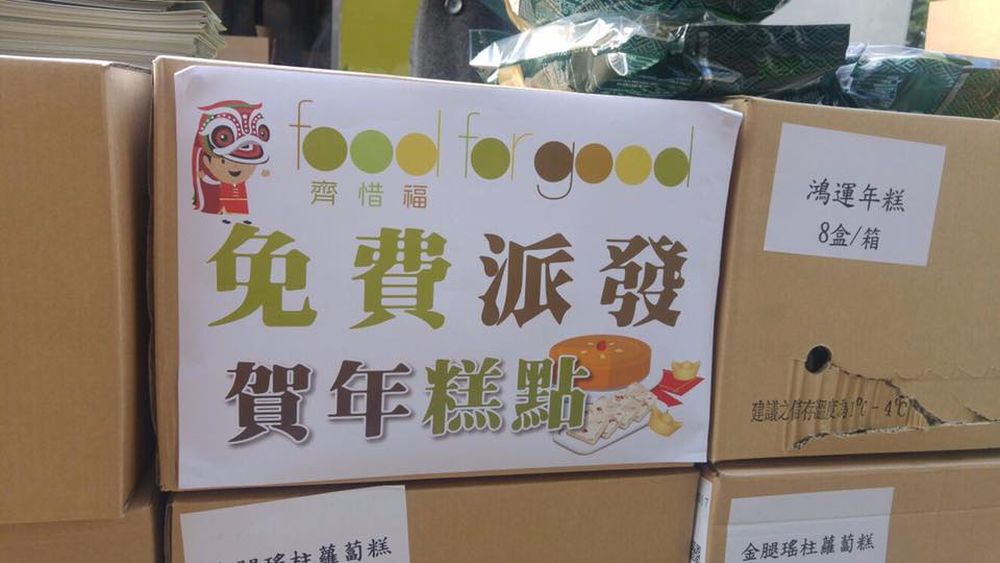 food for good
齊惜福
免費派發
賀年糕點
鴻運年糕
8盒/箱
建議之儲存溫度為1℃ - 4℃
腿瑤柱蘿蔔糕
金腿瑤柱蘿蔔糕